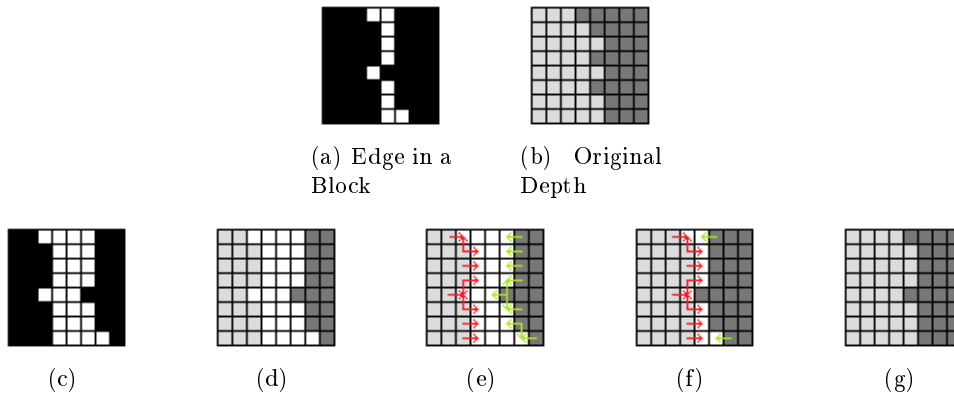 (a) Edge in a
Block
(b) Original
Depth
(c)
(d)
(e)
(f)
(g)